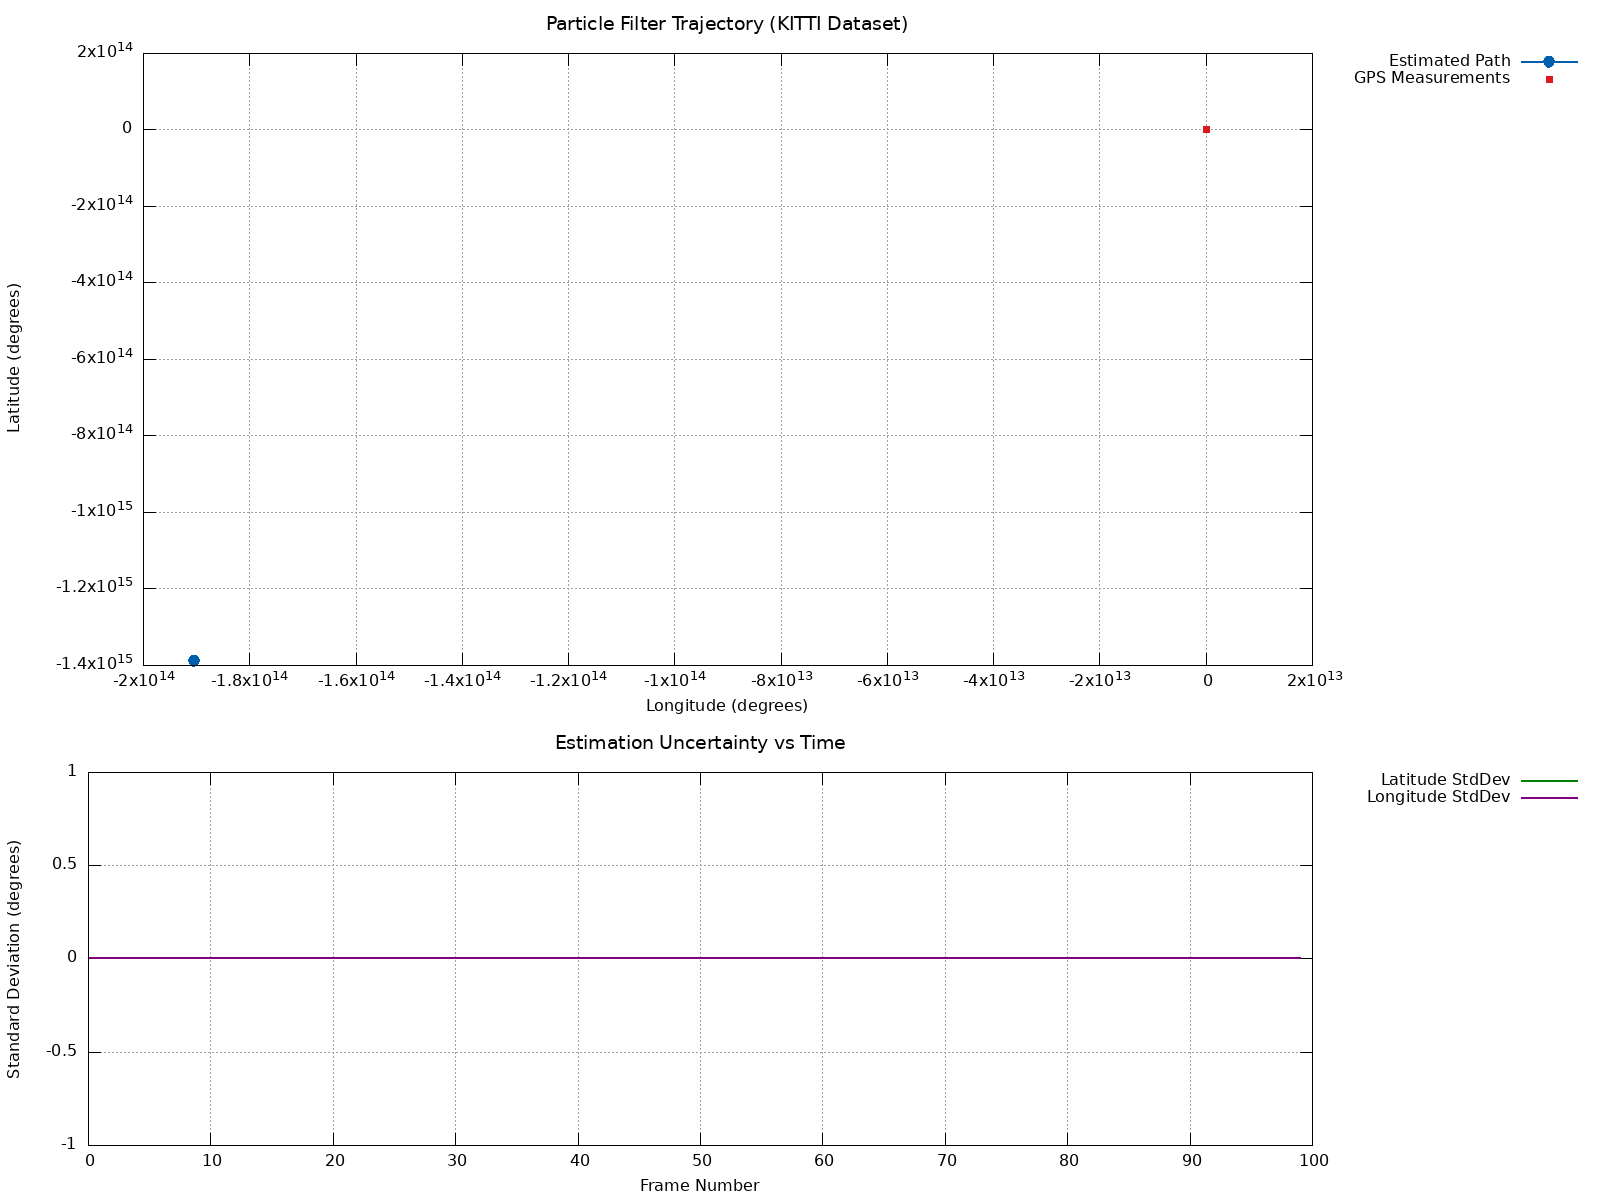 Particle Filter Trajectory (KITTI Dataset)
Estimated Path
GPS Measurements
2x10^14
0
-2x10^14
-4x10^14
-6x10^14
-8x10^14
-1x10^15
-1.2x10^15
-1.4x10^15
Latitude (degrees)
-2x10^14 -1.8x10^14 -1.6x10^14 -1.4x10^14 -1.2x10^14 -1x10^14 -8x10^13 -6x10^13 -4x10^13 -2x10^13 0 2x10^13
Longitude (degrees)
Estimation Uncertainty vs Time
Latitude StdDev
Longitude StdDev
1
0.5
0
-0.5
-1
Standard Deviation (degrees)
0 10 20 30 40 50 60 70 80 90 100
Frame Number